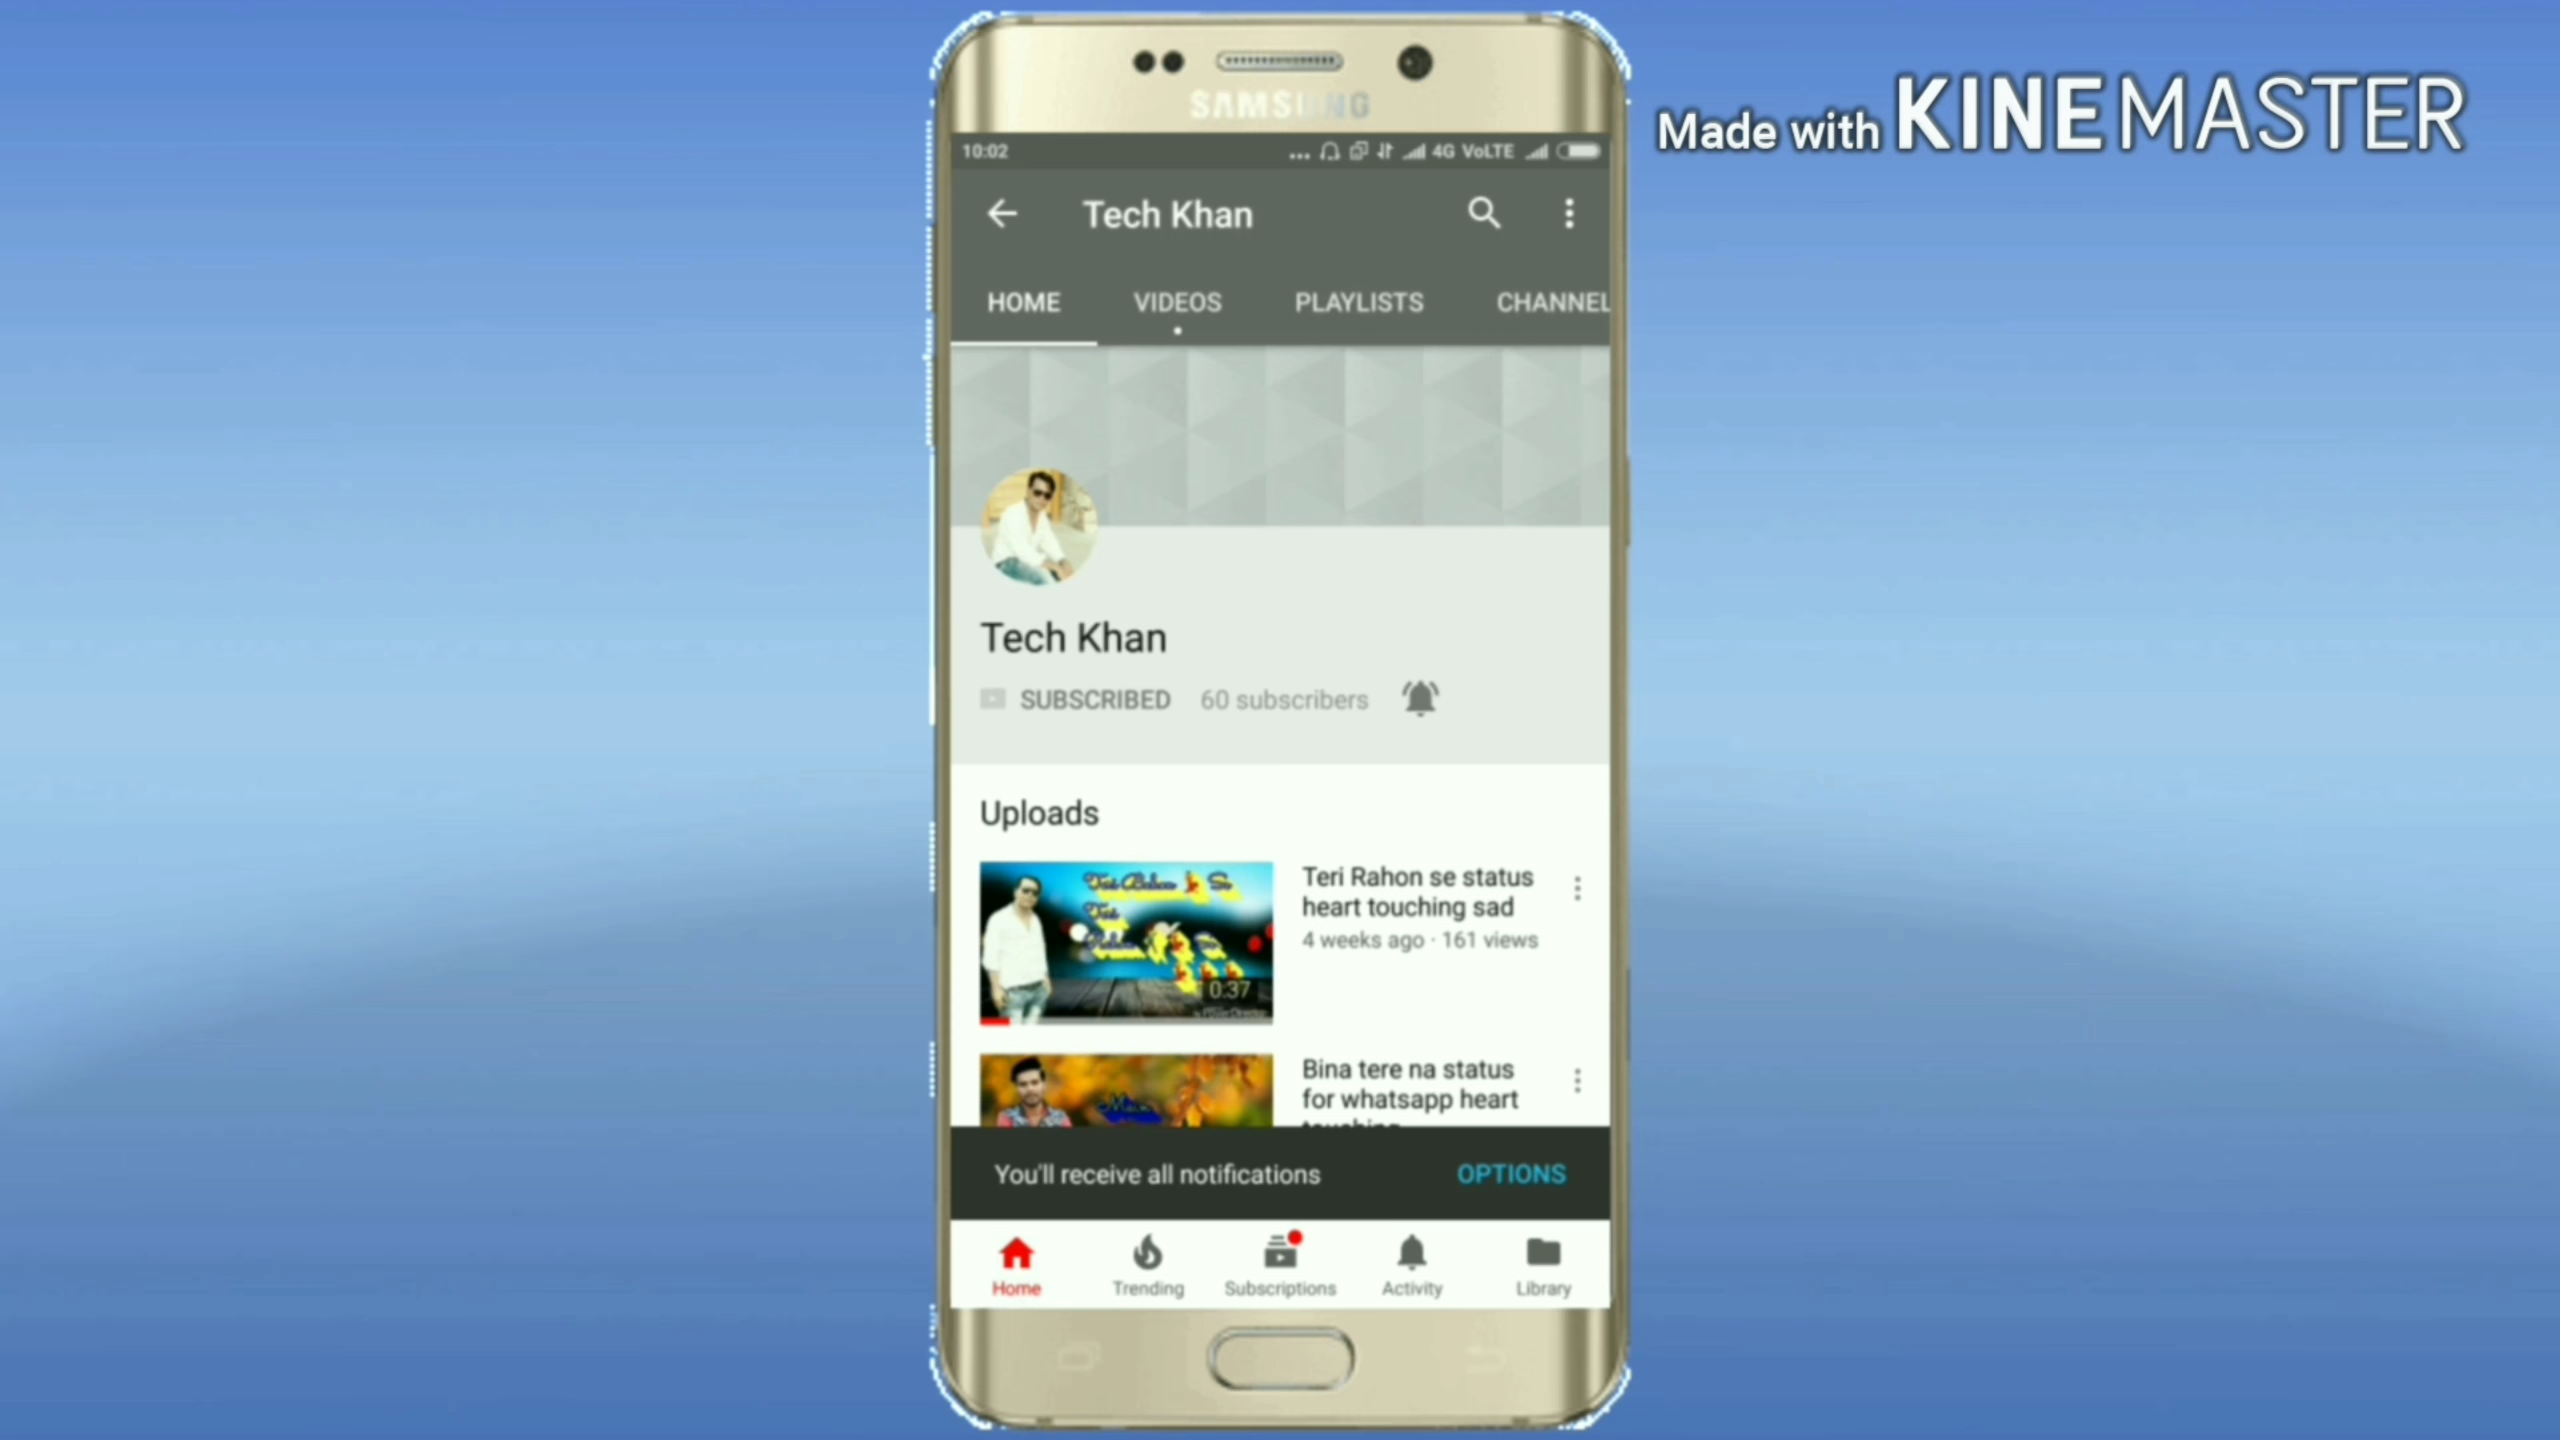 Made with KINEMASTER
SAMSUNG
10:02
... 4G VoLTE
Tech Khan
HOME VIDEOS PLAYLISTS CHANNEL
Tech Khan
SUBSCRIBED 60 subscribers
Uploads
Teri Rahon se status
heart touching sad
4 weeks ago · 161 views
0:37
Bina tere na status
for whatsapp heart
touching
You'll receive all notifications OPTIONS
Home Trending Subscriptions Activity Library